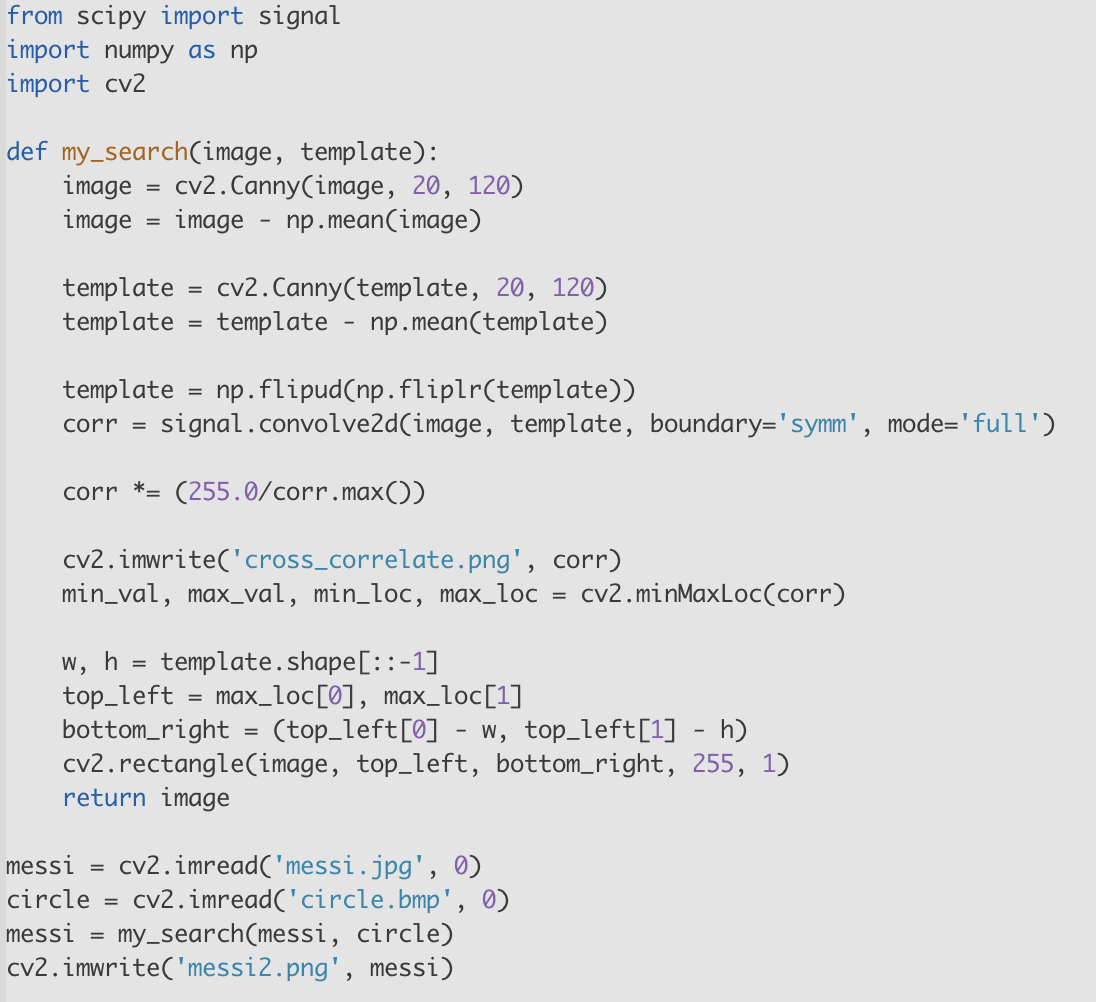 from scipy import signal
import numpy as np
import cv2

def my_search(image, template):
    image = cv2.Canny(image, 20, 120)
    image = image - np.mean(image)

    template = cv2.Canny(template, 20, 120)
    template = template - np.mean(template)

    template = np.flipud(np.fliplr(template))
    corr = signal.convolve2d(image, template, boundary='symm', mode='full')

    corr *= (255.0/corr.max())

    cv2.imwrite('cross_correlate.png', corr)
    min_val, max_val, min_loc, max_loc = cv2.minMaxLoc(corr)

    w, h = template.shape[::-1]
    top_left = max_loc[0], max_loc[1]
    bottom_right = (top_left[0] - w, top_left[1] - h)
    cv2.rectangle(image, top_left, bottom_right, 255, 1)
    return image

messi = cv2.imread('messi.jpg', 0)
circle = cv2.imread('circle.bmp', 0)
messi = my_search(messi, circle)
cv2.imwrite('messi2.png', messi)